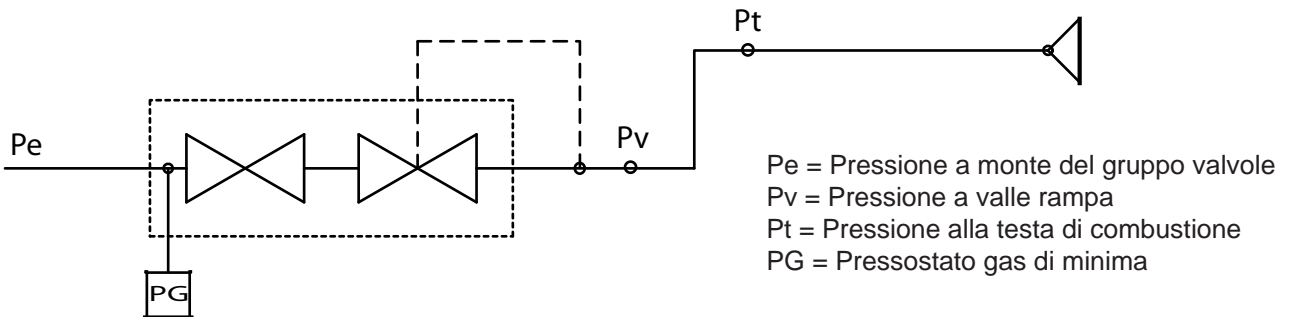 Pt
Pe
Pv
PG
Pe = Pressione a monte del gruppo valvole
Pv = Pressione a valle rampa
Pt = Pressione alla testa di combustione
PG = Pressostato gas di minima